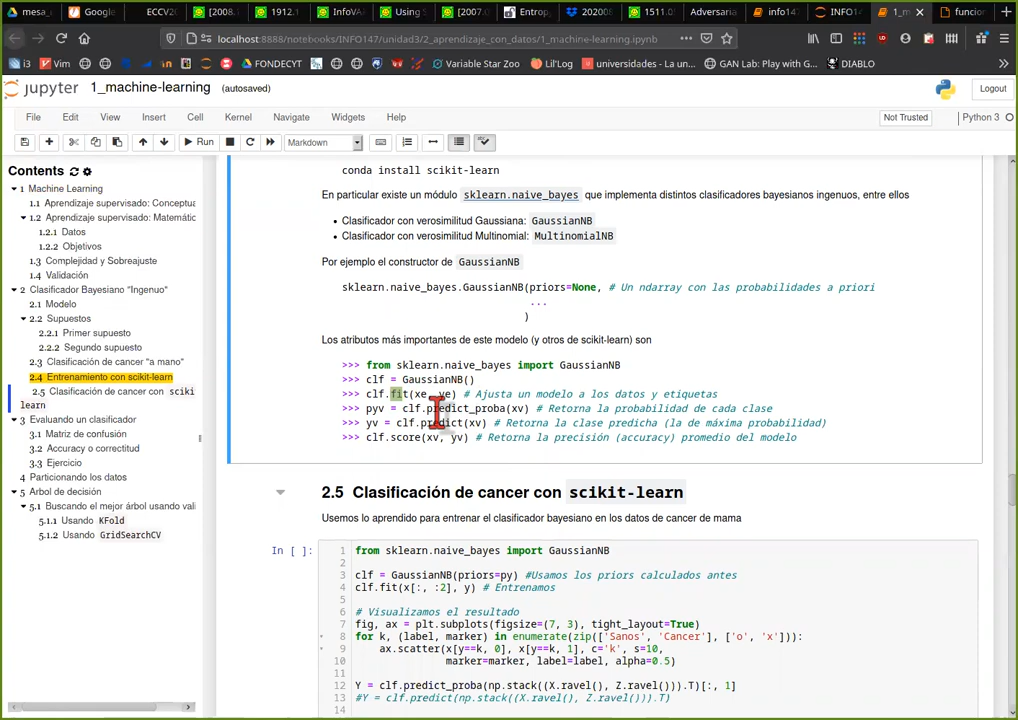 mesa_
Google
ECCV2
[2008.
1912.
InfoVA
Using
[2007.0
Entrop
202008
1511.05
Adversaria
info14
INFO14
1_m
funcior
localhost:8888/notebooks/INFO147/unidad3/2_aprendizaje_con_datos/1_machine-learning.ipynb
i3
Vim
FONDECYT
Variable Star Zoo
Lil'Log
universidades - La un...
GAN Lab: Play with G...
DIABLO
jupyter 1_machine-learning (autosaved)
Logout
File Edit View Insert Cell Kernel Navigate Widgets Help
Not Trusted
Python 3
Run
Markdown
Contents
1 Machine Learning
1.1 Aprendizaje supervisado: Conceptua
1.2 Aprendizaje supervisado: Matemátic
1.2.1 Datos
1.2.2 Objetivos
1.3 Complejidad y Sobreajuste
1.4 Validación
2 Clasificador Bayesiano "Ingenuo"
2.1 Modelo
2.2 Supuestos
2.2.1 Primer supuesto
2.2.2 Segundo supuesto
2.3 Clasificación de cancer "a mano"
2.4 Entrenamiento con scikit-learn
2.5 Clasificación de cancer con sciki
learn
3 Evaluando un clasificador
3.1 Matriz de confusión
3.2 Accuracy o correctitud
3.3 Ejercicio
4 Particionando los datos
5 Arbol de decisión
5.1 Buscando el mejor árbol usando vali
5.1.1 Usando KFold
5.1.2 Usando GridSearchCV
conda install scikit-learn
En particular existe un módulo sklearn.naive_bayes que implementa distintos clasificadores bayesianos ingenuos, entre ellos
• Clasificador con verosimilitud Gaussiana: GaussianNB
• Clasificador con verosimilitud Multinomial: MultinomialNB
Por ejemplo el constructor de GaussianNB
sklearn.naive_bayes.GaussianNB(priors=None, # Un ndarray con las probabilidades a priori
...
)
Los atributos más importantes de este modelo (y otros de scikit-learn) son
>>> from sklearn.naive_bayes import GaussianNB
>>> clf = GaussianNB()
>>> clf.fit(xe, ye) # Ajusta un modelo a los datos y etiquetas
>>> pyv = clf.predict_proba(xv) # Retorna la probabilidad de cada clase
>>> yv = clf.predict(xv) # Retorna la clase predicha (la de máxima probabilidad)
>>> clf.score(xv, yv) # Retorna la precisión (accuracy) promedio del modelo
2.5 Clasificación de cancer con scikit-learn
Usemos lo aprendido para entrenar el clasificador bayesiano en los datos de cancer de mama
In [ ]:
1 from sklearn.naive_bayes import GaussianNB
2
3 clf = GaussianNB(priors=py) #Usamos los priors calculados antes
4 clf.fit(x[:, :2], y) # Entrenamos
5
6 # Visualizamos el resultado
7 fig, ax = plt.subplots(figsize=(7, 3), tight_layout=True)
8 for k, (label, marker) in enumerate(zip(['Sanos', 'Cancer'], ['o', 'x'])):
9 ax.scatter(x[y==k, 0], x[y==k, 1], c='k', s=10,
10 marker=marker, label=label, alpha=0.5)
11
12 Y = clf.predict_proba(np.stack((X.ravel(), Z.ravel())).T)[:, 1]
13 #Y = clf.predict(np.stack((X.ravel(), Z.ravel())).T)
14